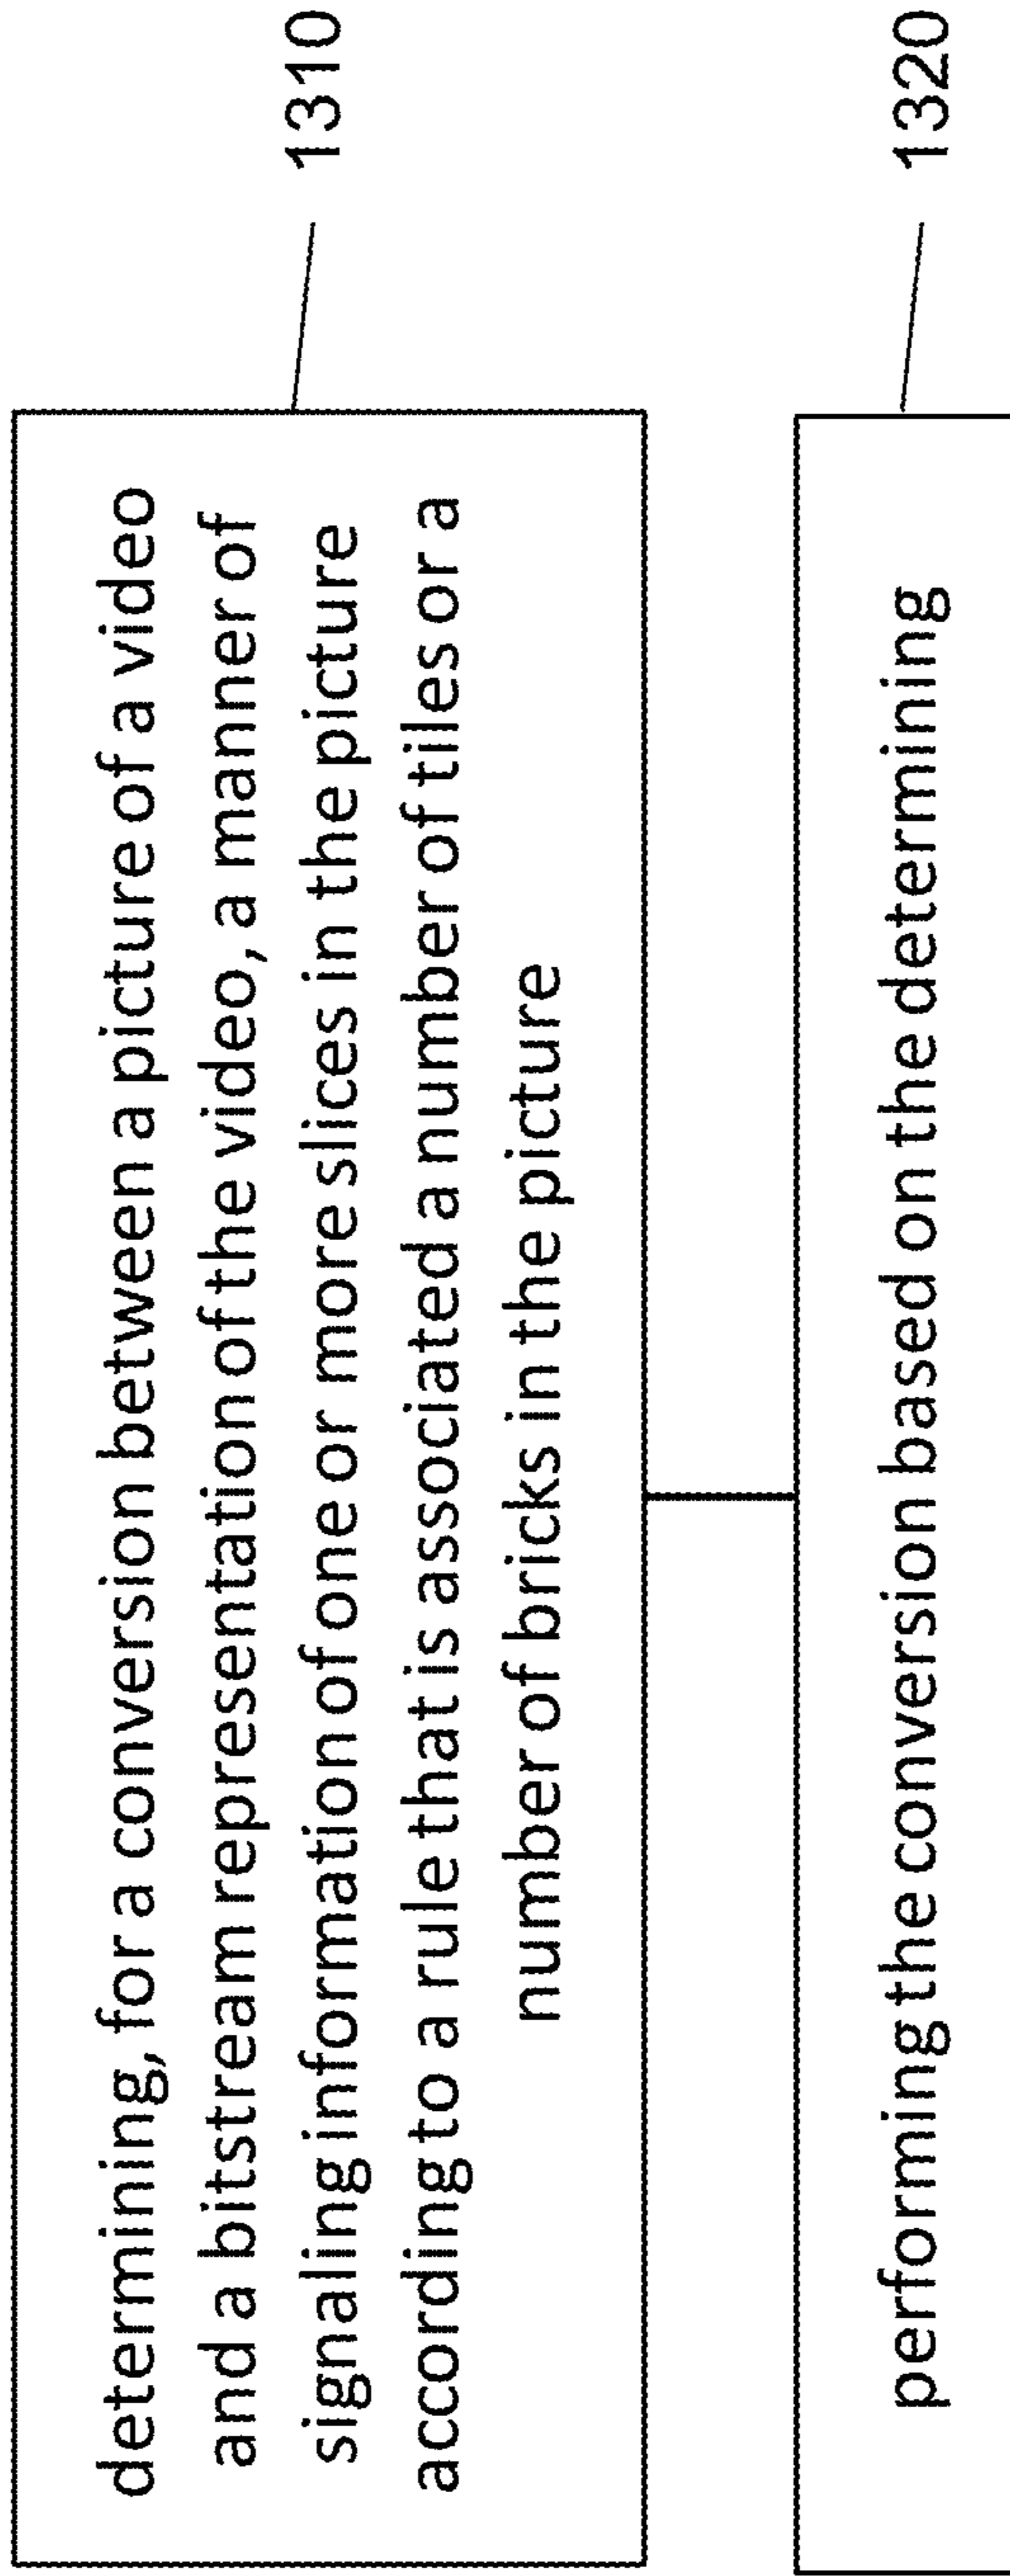 determining, for a conversion between a picture of a video
and a bitstream representation of the video, a manner of
signaling information of one or more slices in the picture
according to a rule that is associated a number of tiles or a
number of bricks in the picture
1310
performing the conversion based on the determining
1320